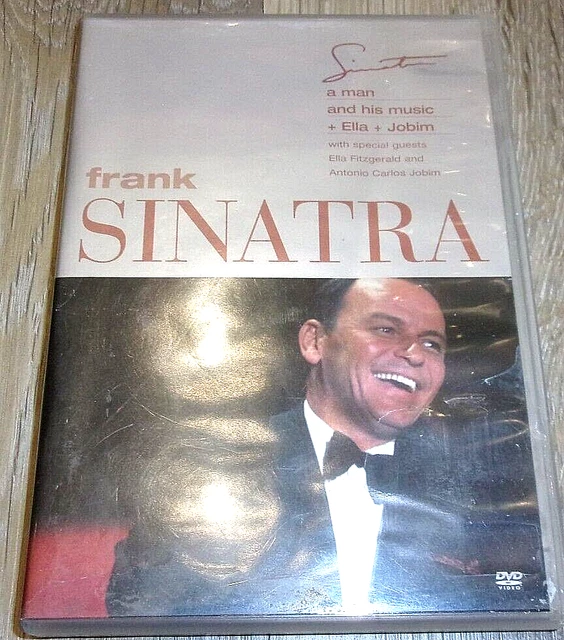 Sinatra
a man
and his music
+ Ella + Jobim
with special guests
Ella Fitzgerald and
Antonio Carlos Jobim
frank
SINATRA
DVD
VIDEO